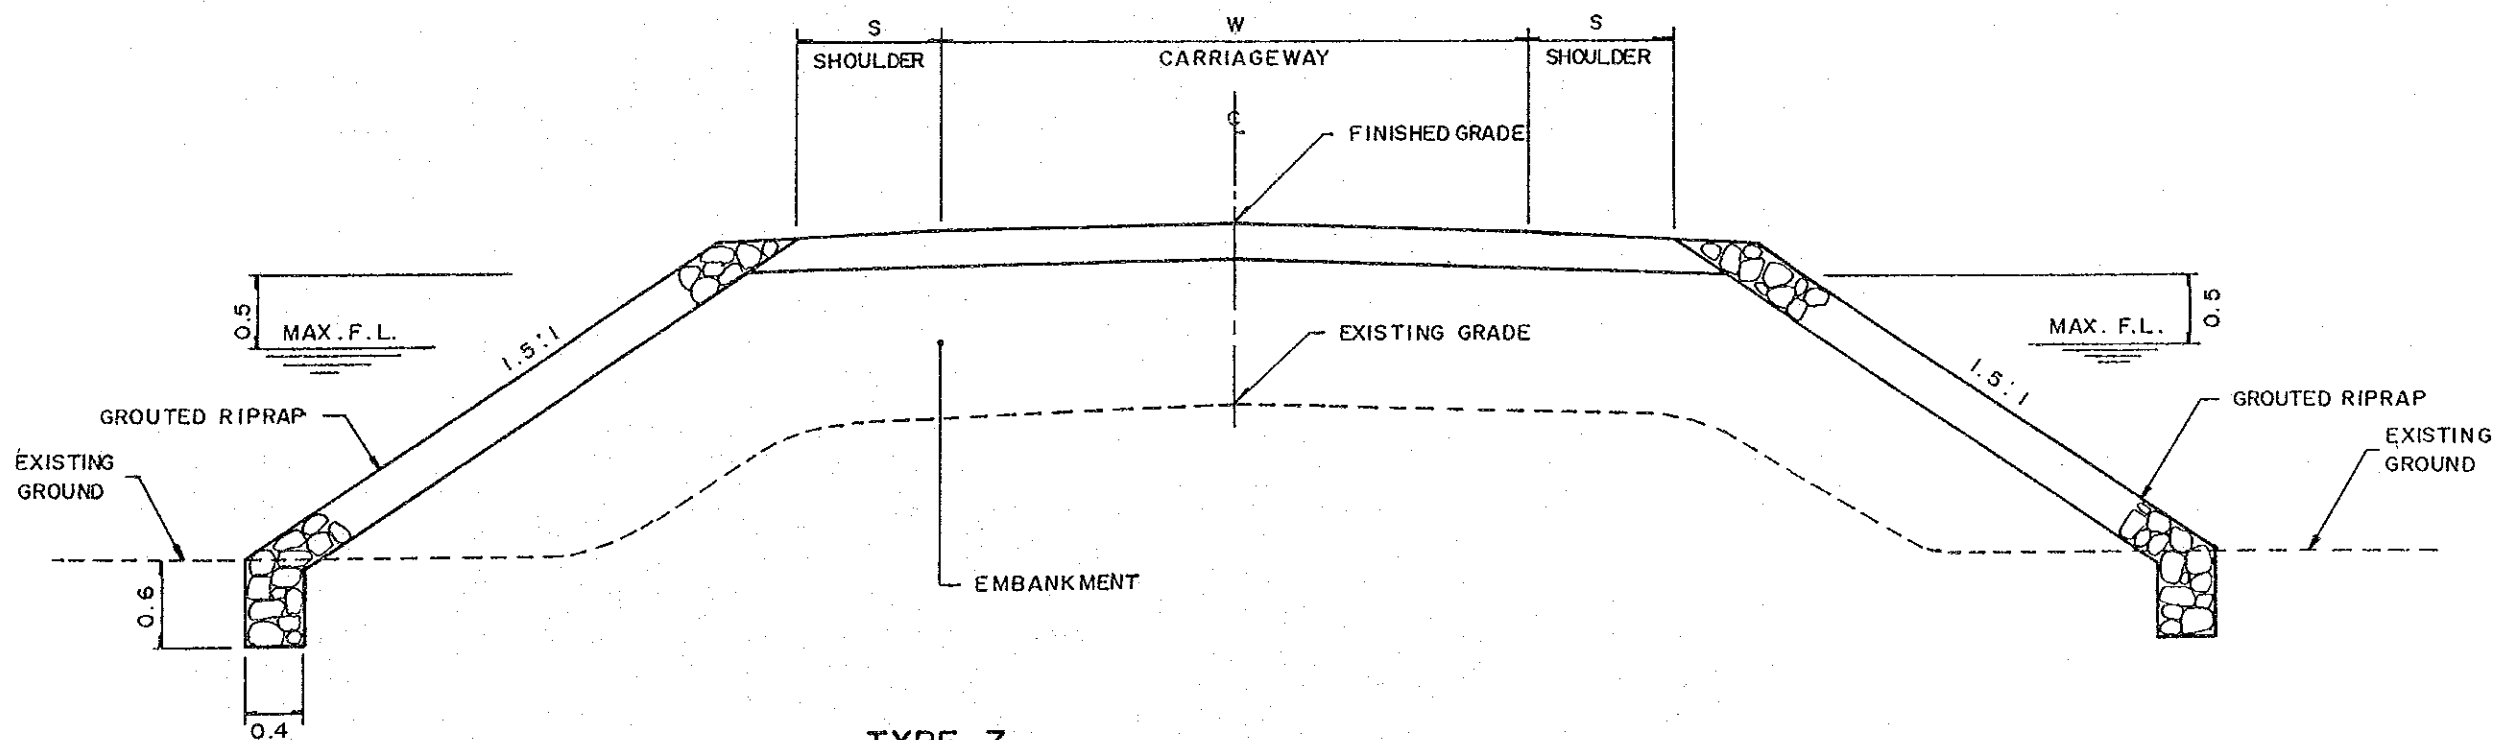 S W S
SHOULDER CARRIAGEWAY SHOULDER
℄
FINISHED GRADE
0.5 MAX. F.L.
1.5:1
EXISTING GRADE
MAX. F.L. 0.5
1.5:1
GROUTED RIPRAP
GROUTED RIPRAP
EXISTING
GROUND
EXISTING
GROUND
0.6
EMBANKMENT
0.4